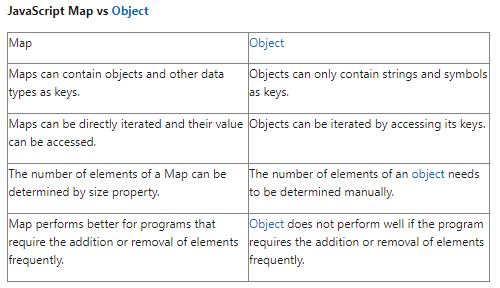 JavaScript Map vs Object
Map
Object
Maps can contain objects and other data
types as keys.
Objects can only contain strings and symbols
as keys.
Maps can be directly iterated and their value
can be accessed.
Objects can be iterated by accessing its keys.
The number of elements of a Map can be
determined by size property.
The number of elements of an object needs
to be determined manually.
Map performs better for programs that
require the addition or removal of elements
frequently.
Object does not perform well if the program
requires the addition or removal of elements
frequently.